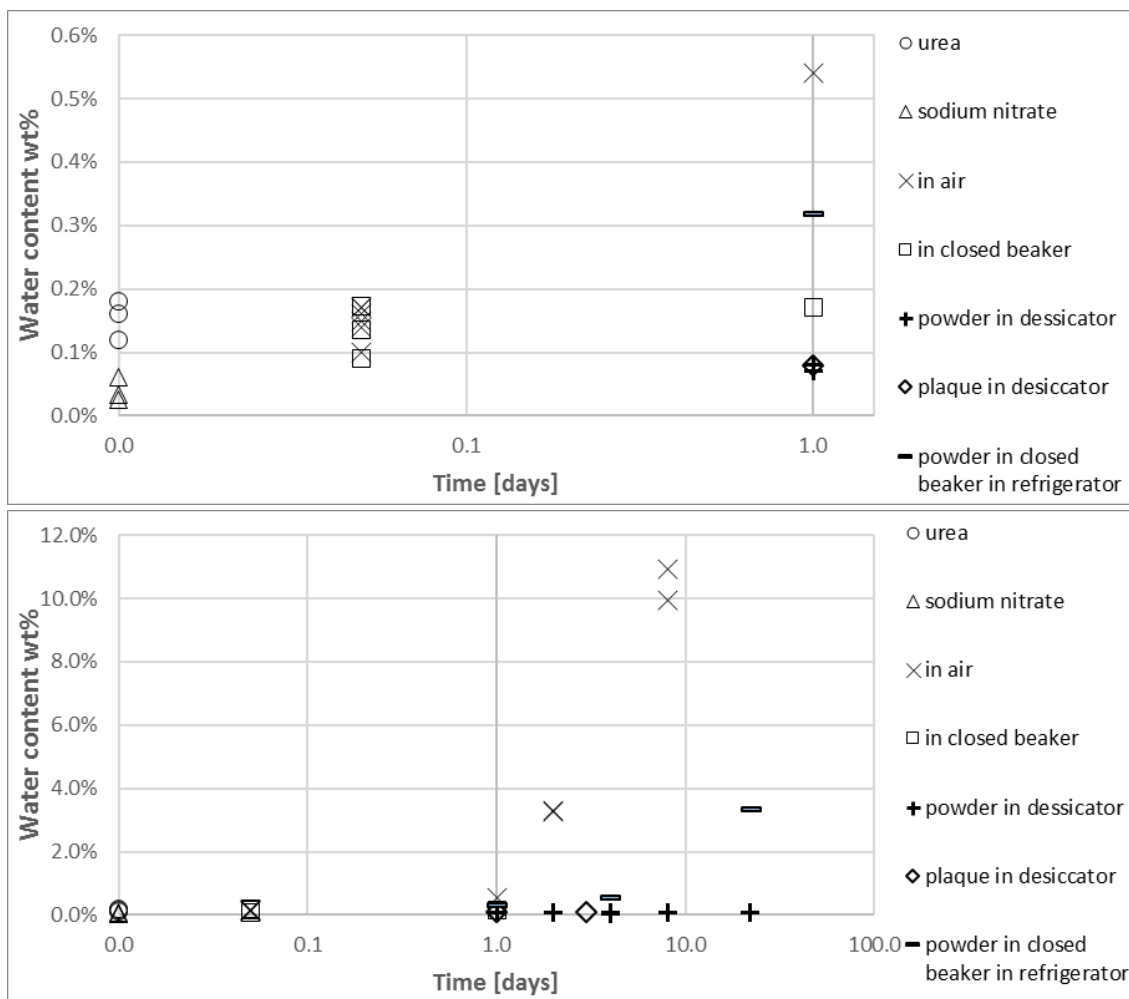 0.6%
0.5%
0.4%
0.3%
0.2%
0.1%
0.0%
Water content wt%
0.0
0.1
1.0
Time [days]
urea
sodium nitrate
in air
in closed beaker
powder in dessicator
plaque in desiccator
powder in closed
beaker in refrigerator
12.0%
10.0%
8.0%
6.0%
4.0%
2.0%
0.0%
Water content wt%
0.0
0.1
1.0
10.0
100.0
Time [days]
urea
sodium nitrate
in air
in closed beaker
powder in dessicator
plaque in desiccator
powder in closed
beaker in refrigerator